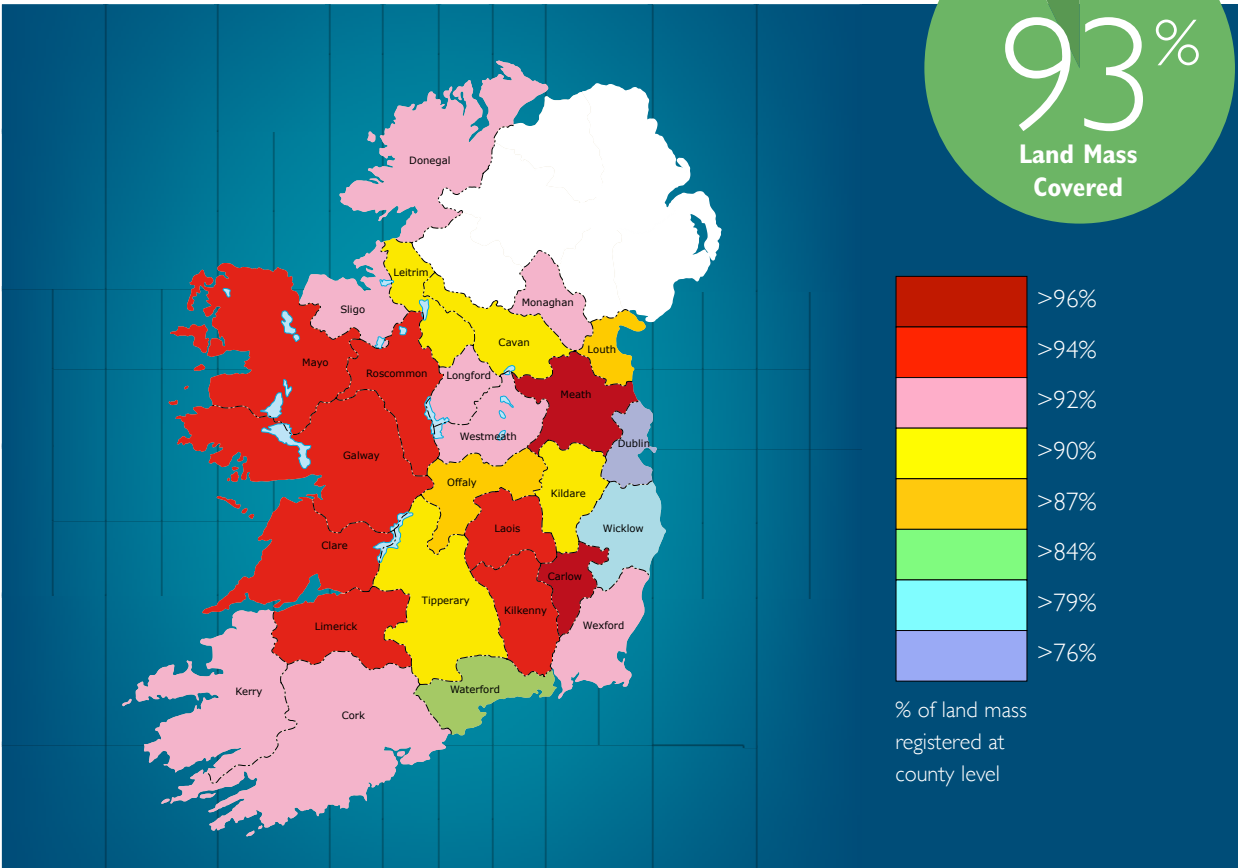 93%
Land Mass
Covered
Donegal
Leitrim
Monaghan
Sligo
Cavan
Louth
Mayo
Roscommon
Longford
Meath
Westmeath
Dublin
Galway
Offaly
Kildare
Laois
Wicklow
Clare
Carlow
Tipperary
Kilkenny
Limerick
Wexford
Kerry
Waterford
Cork
>96%
>94%
>92%
>90%
>87%
>84%
>79%
>76%
% of land mass
registered at
county level